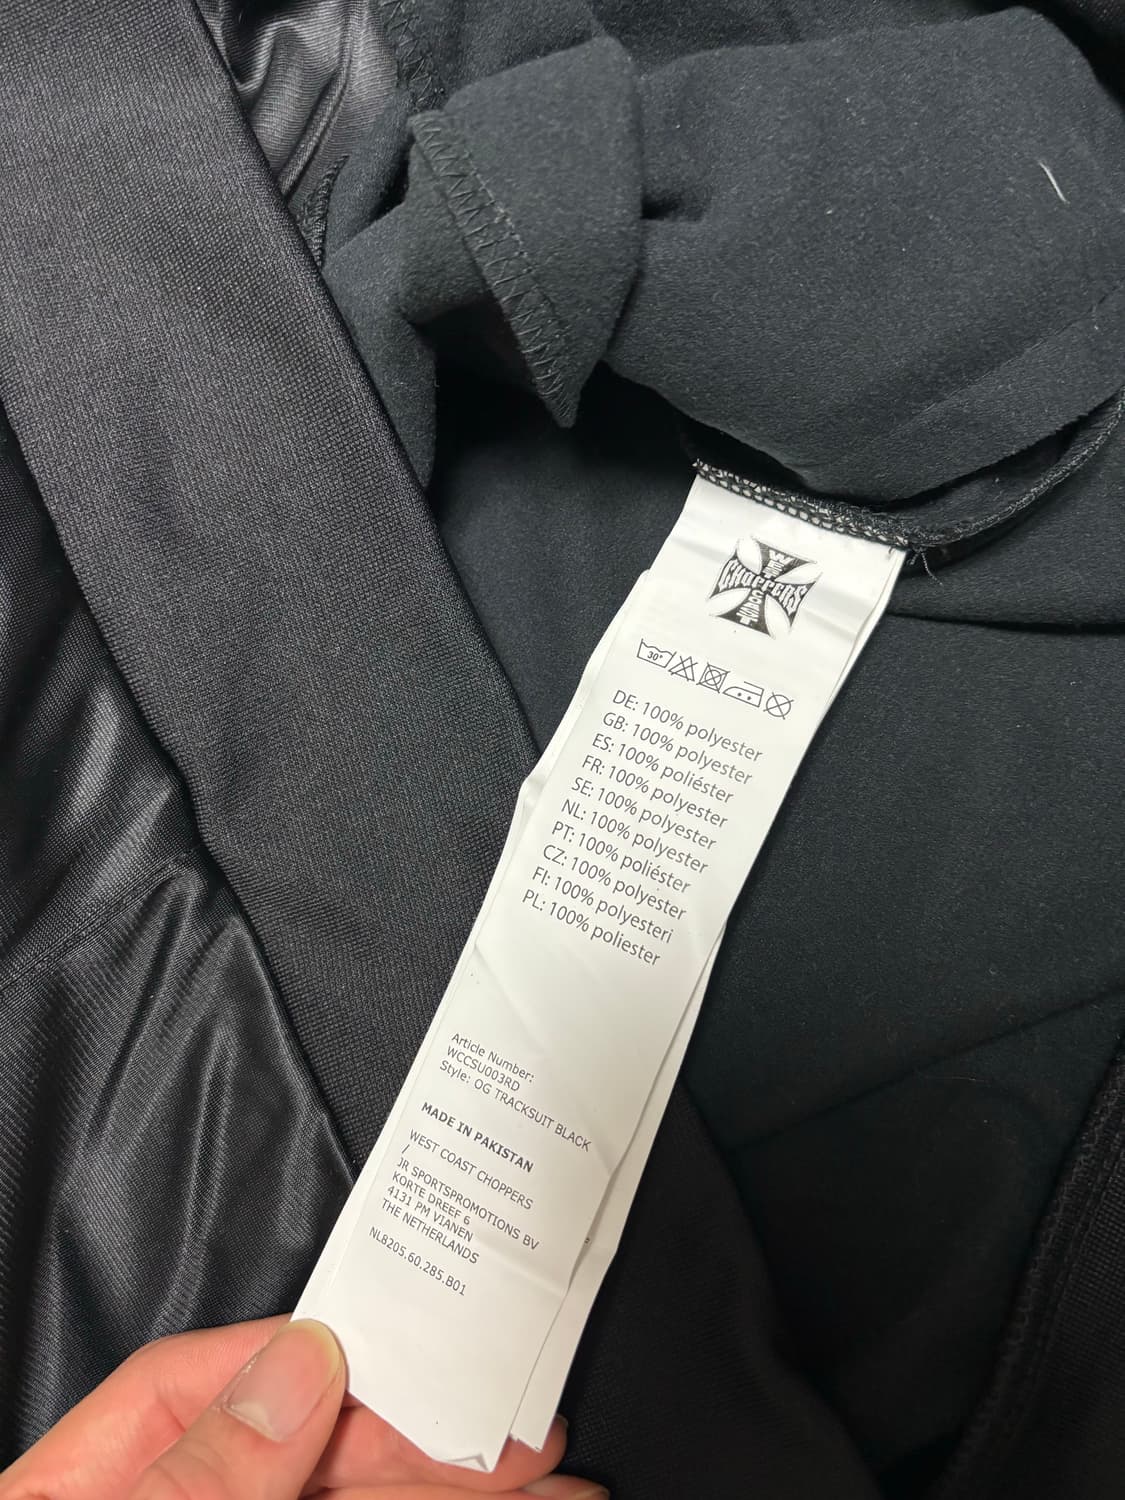 WEST
CHOPPERS
COAST
30°
DE: 100% polyester
GB: 100% polyester
ES: 100% poliéster
FR: 100% polyester
SE: 100% polyester
NL: 100% polyester
PT: 100% poliéster
CZ: 100% polyester
FI: 100% polyesteri
PL: 100% poliester
Article Number:
WCCSU003RD
Style: OG TRACKSUIT BLACK
MADE IN PAKISTAN
WEST COAST CHOPPERS
/
JR SPORTSPROMOTIONS BV
KORTE DREEF 6
4131 PM VIANEN
THE NETHERLANDS
NL8205.60.285.B01